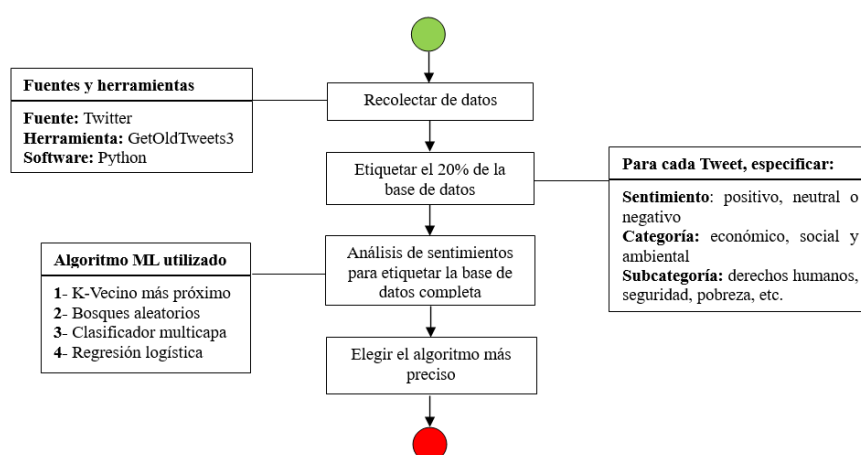 Fuentes y herramientas
Fuente: Twitter
Herramienta: GetOldTweets3
Software: Python
Recolectar de datos
Etiquetar el 20% de la
base de datos
Para cada Tweet, especificar:
Sentimiento: positivo, neutral o
negativo
Categoría: económico, social y
ambiental
Subcategoría: derechos humanos,
seguridad, pobreza, etc.
Algoritmo ML utilizado
1- K-Vecino más próximo
2- Bosques aleatorios
3- Clasificador multicapa
4- Regresión logística
Análisis de sentimientos
para etiquetar la base de
datos completa
Elegir el algoritmo más
preciso